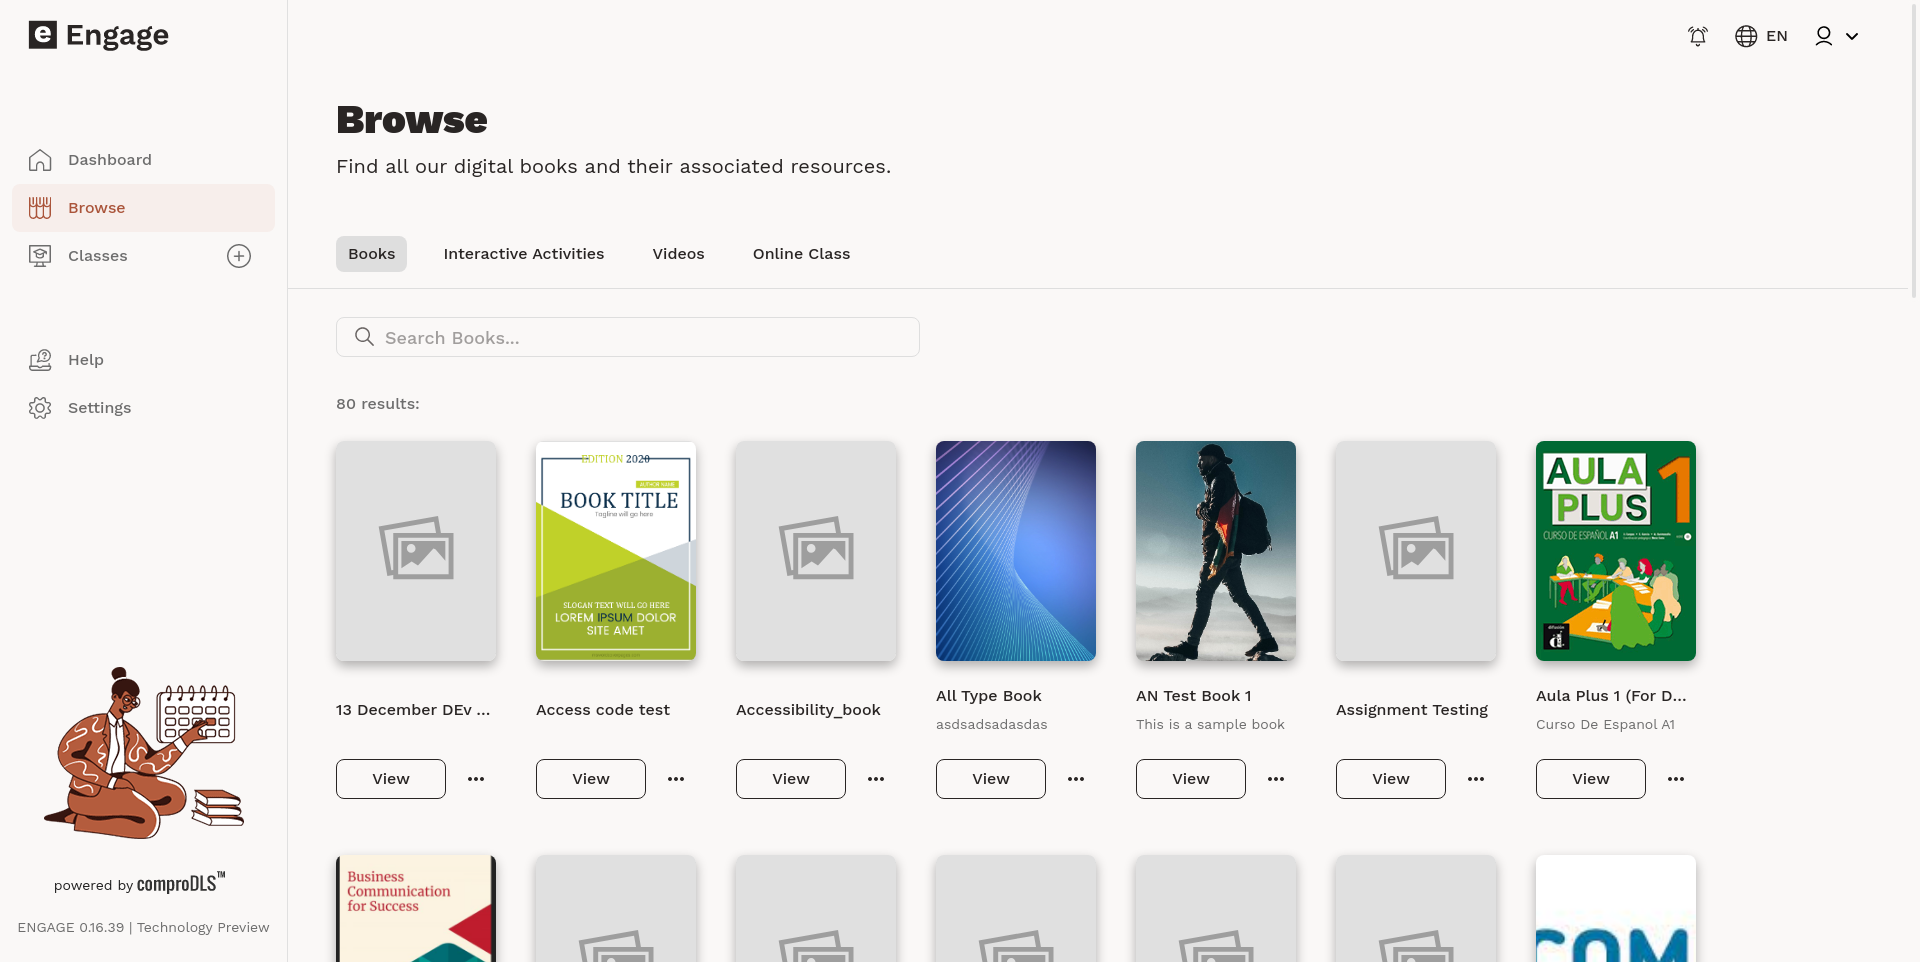 e Engage
EN
Dashboard
Browse
Classes
Help
Settings
powered by comproDLS™
ENGAGE 0.16.39 | Technology Preview
Browse
Find all our digital books and their associated resources.
Books
Interactive Activities
Videos
Online Class
Search Books...
80 results:
EDITION 2020
AUTHOR NAME
BOOK TITLE
Tagline will go here
SLOGAN TEXT WILL GO HERE
LOREM IPSUM DOLOR
SITE AMET
AULA
PLUS
1
CURSO DE ESPAÑOL A1
difusión
13 December DEv ...
Access code test
Accessibility_book
All Type Book
asdsadsadasdas
AN Test Book 1
This is a sample book
Assignment Testing
Aula Plus 1 (For D...
Curso De Espanol A1
View
View
View
View
View
View
View
Business
Communication
for Success
COM